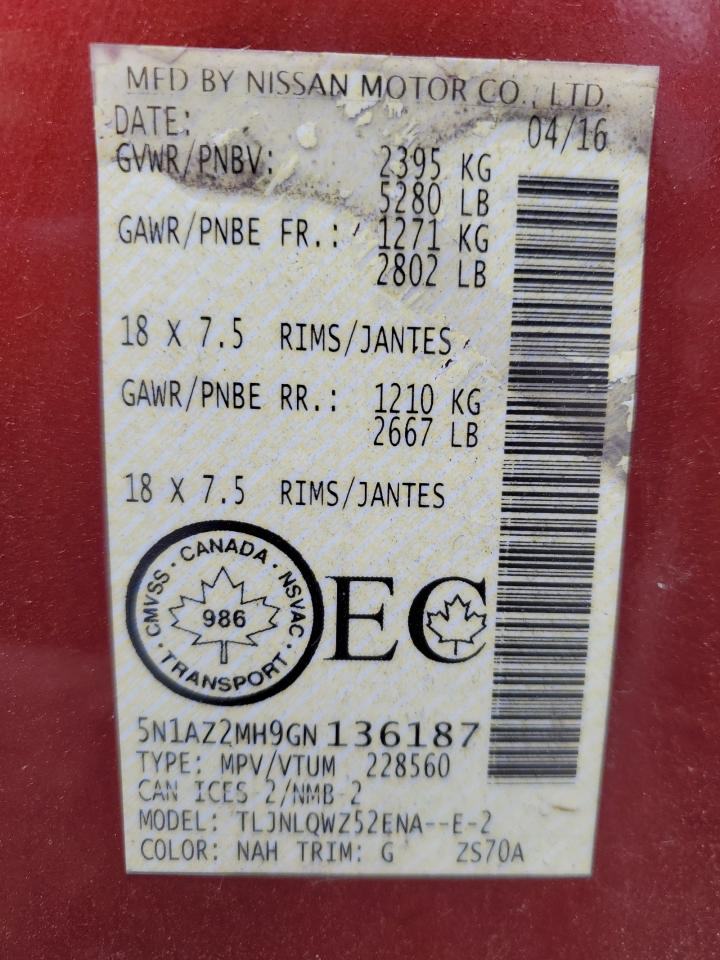 MFD BY NISSAN MOTOR CO., LTD.
DATE: 04/16
GVWR/PNBV: 2395 KG
5280 LB
GAWR/PNBE FR.: 1271 KG
2802 LB
18 X 7.5 RIMS/JANTES
GAWR/PNBE RR.: 1210 KG
2667 LB
18 X 7.5 RIMS/JANTES
CMVSS · CANADA · NSVAC · TRANSPORT ·
986
EC
5N1AZ2MH9GN 136187
TYPE: MPV/VTUM 228560
CAN ICES-2/NMB-2
MODEL: TLJNLQWZ52ENA--E-2
COLOR: NAH TRIM: G ZS70A